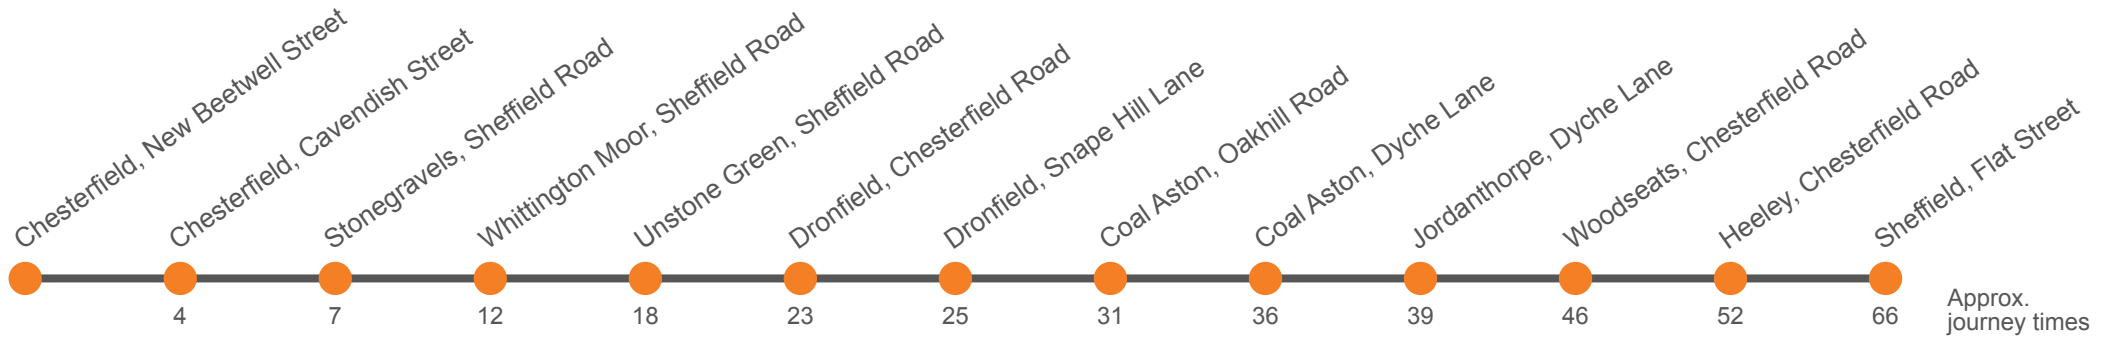 Chesterfield, New Beetwell Street
Chesterfield, Cavendish Street
Stonegravels, Sheffield Road
Whittington Moor, Sheffield Road
Unstone Green, Sheffield Road
Dronfield, Chesterfield Road
Dronfield, Snape Hill Lane
Coal Aston, Oakhill Road
Coal Aston, Dyche Lane
Jordanthorpe, Dyche Lane
Woodseats, Chesterfield Road
Heeley, Chesterfield Road
Sheffield, Flat Street
4 7 12 18 23 25 31 36 39 46 52 66
Approx.
journey times